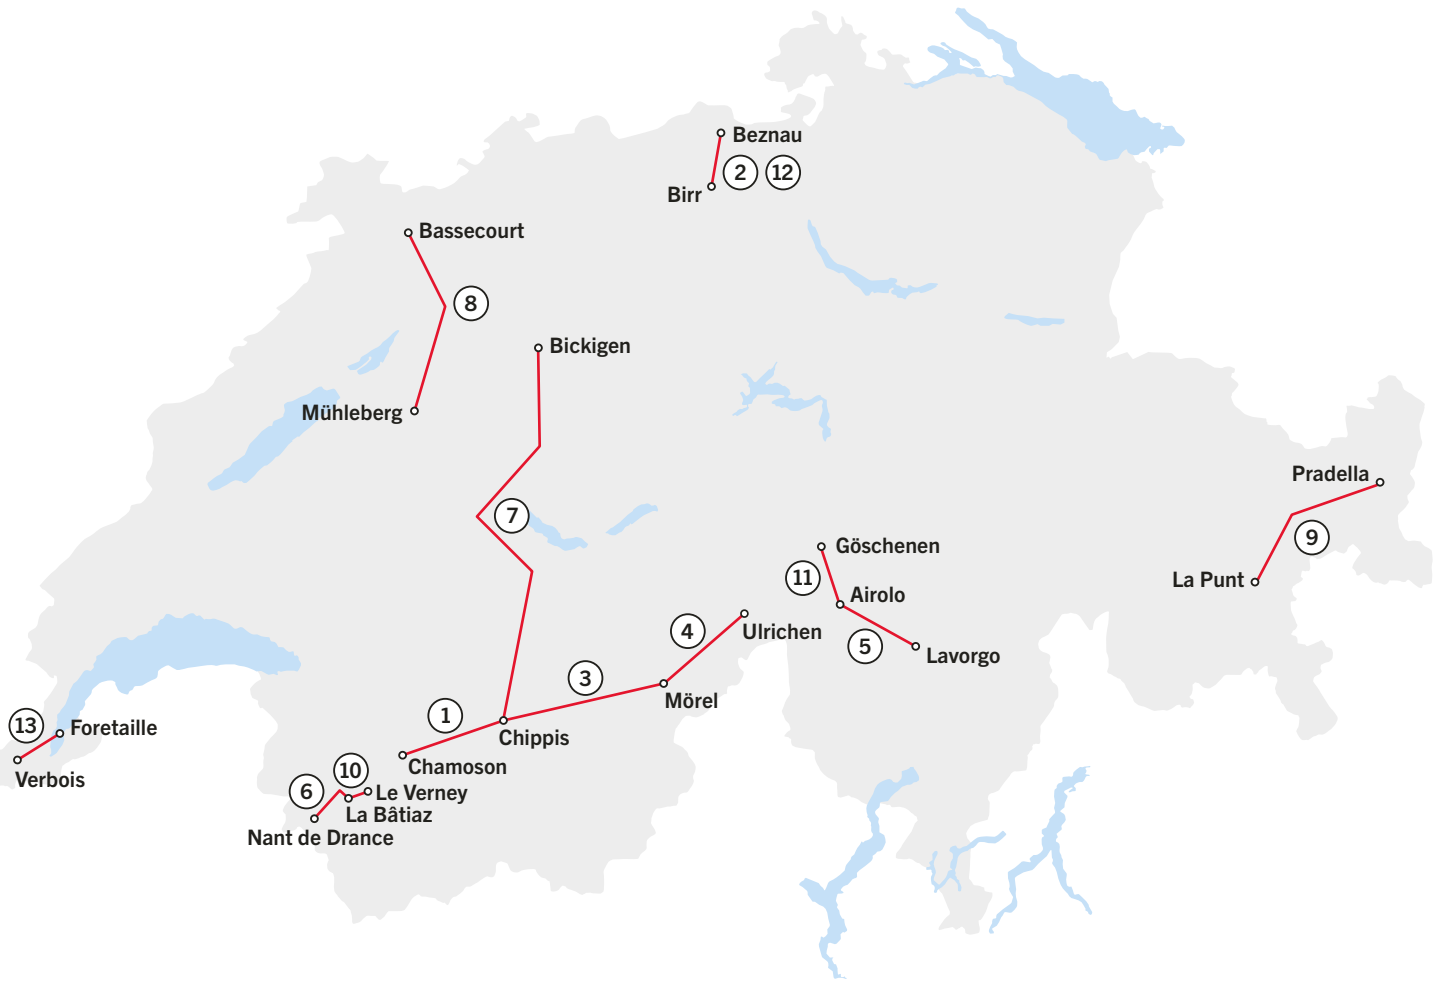 Beznau
2
12
Birr
Bassecourt
8
Bickigen
Mühleberg
Pradella
7
9
Göschenen
11
La Punt
Airolo
4
Ulrichen
5
Lavorgo
3
Mörel
1
13
Foretaille
Chippis
Chamoson
10
Verbois
6
Le Verney
La Bâtiaz
Nant de Drance